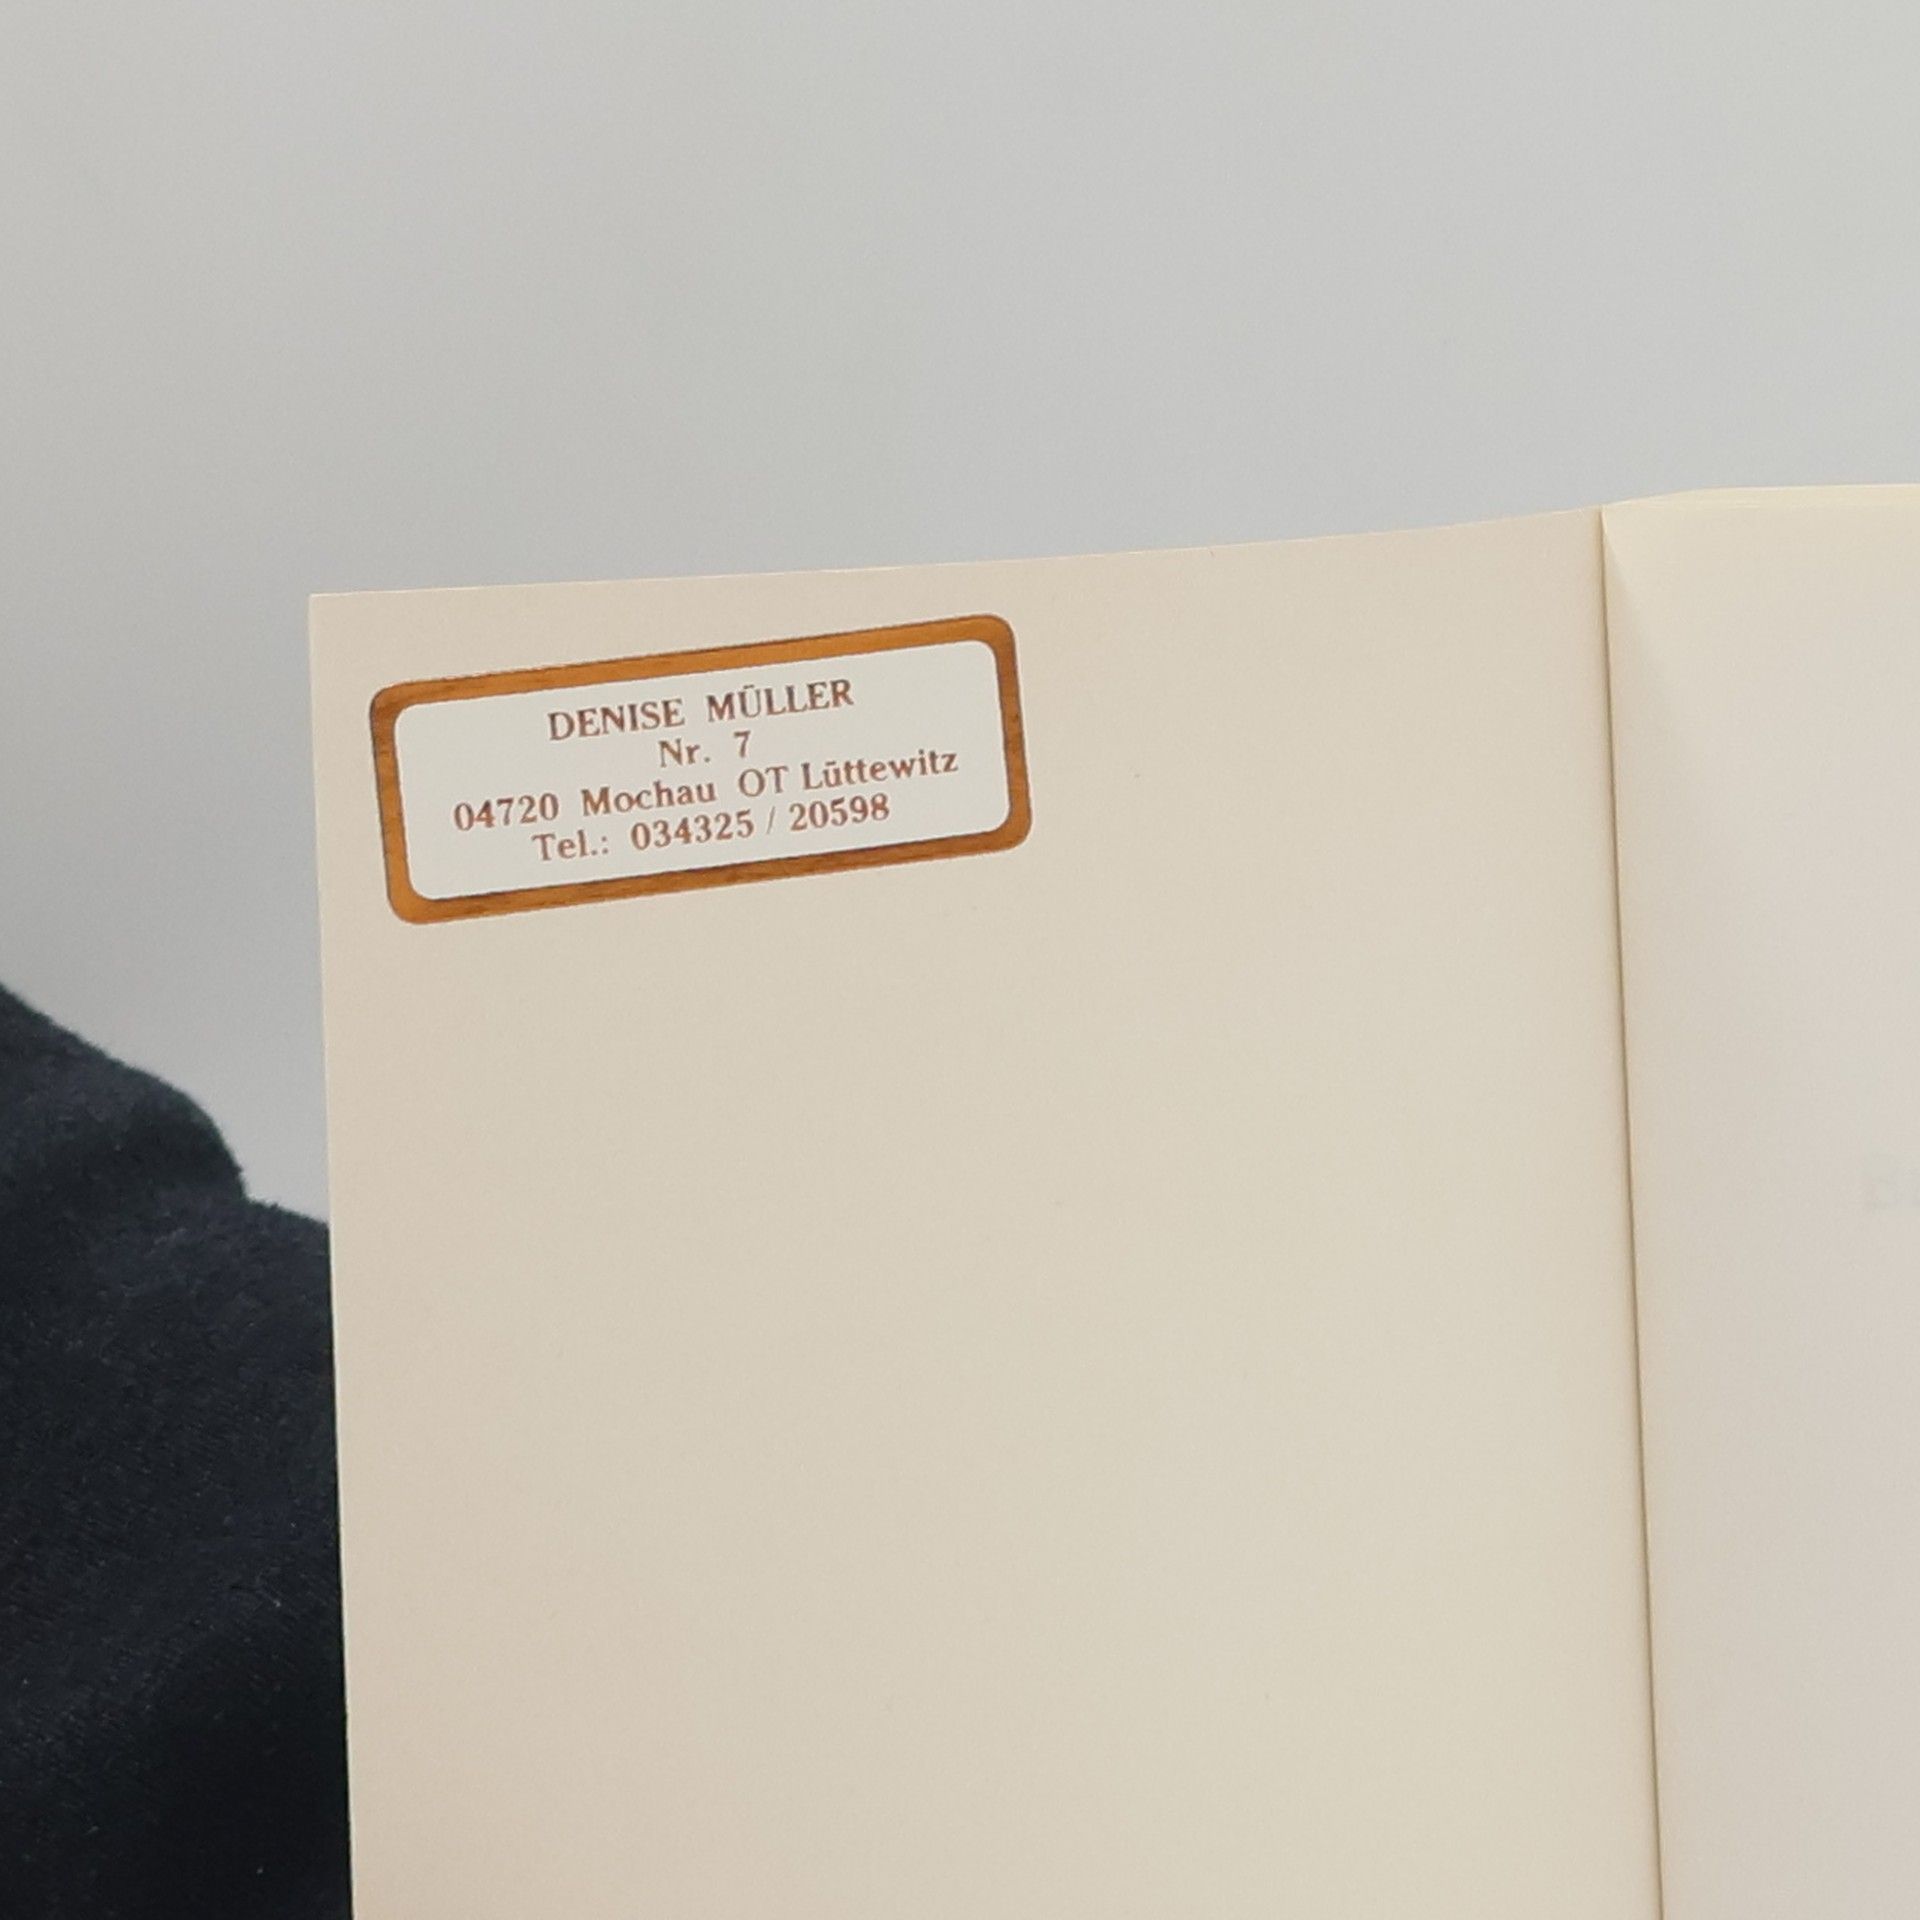 DENISE MÜLLER
Nr. 7
04720 Mochau OT Lüttewitz
Tel.: 034325 / 20598